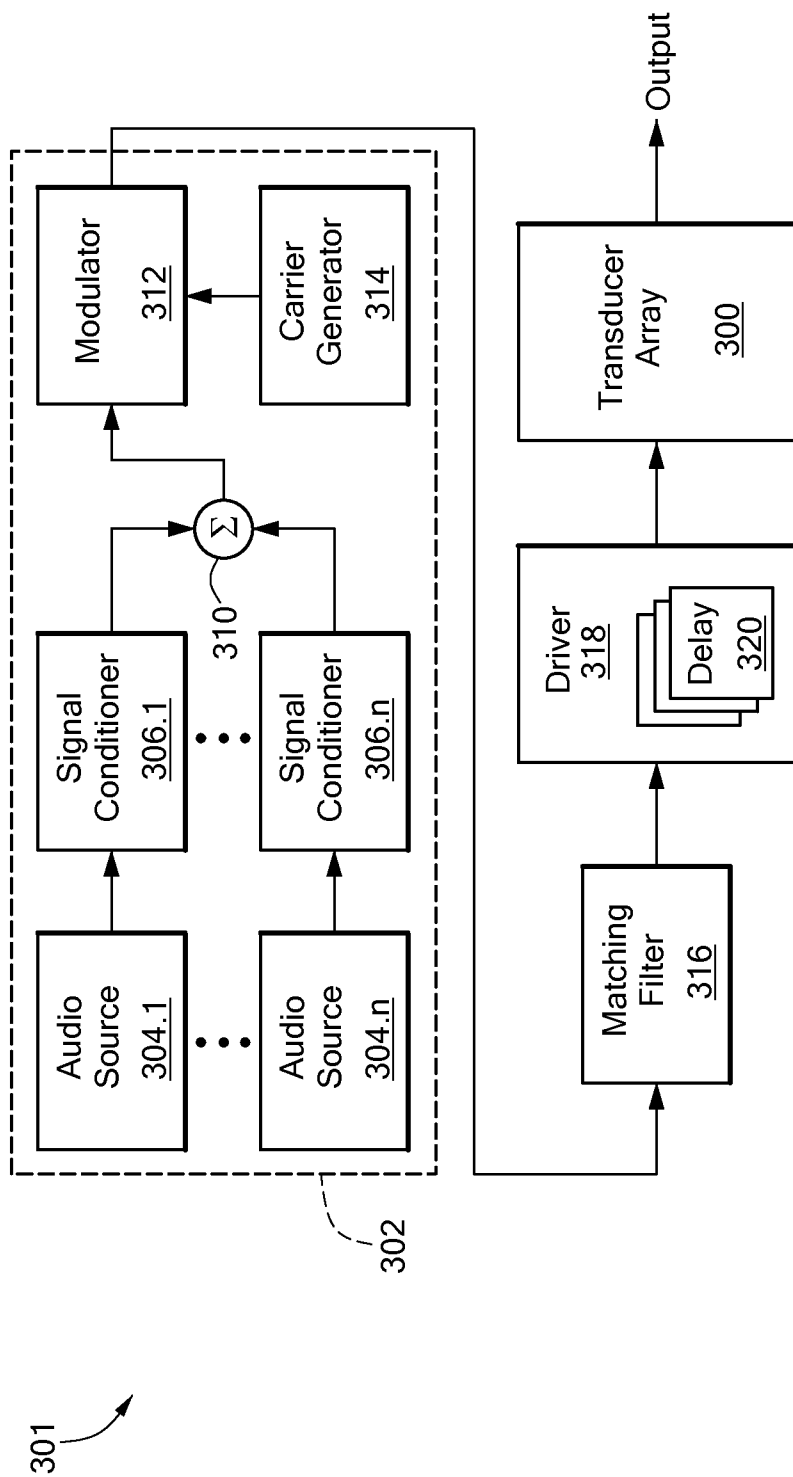 301
302
Audio
Source
304.1
Signal
Conditioner
306.1
Modulator
312
Audio
Source
304.n
Signal
Conditioner
306.n
310
Σ
Carrier
Generator
314
Matching
Filter
316
Driver
318
Delay
320
Transducer
Array
300
Output